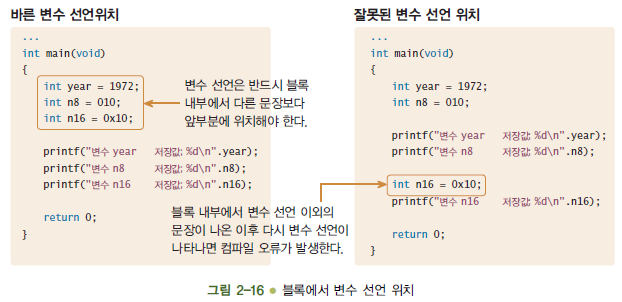 바른 변수 선언위치
...
int main(void)
{
int year = 1972;
int n8 = 010;
int n16 = 0x10;
변수 선언은 반드시 블록
내부에서 다른 문장보다
앞부분에 위치해야 한다.
printf("변수 year 저장값: %d\n".year);
printf("변수 n8 저장값: %d\n".n8);
printf("변수 n16 저장값: %d\n".n16);
return 0;
}
블록 내부에서 변수 선언 이외의
문장이 나온 이후 다시 변수 선언이
나타나면 컴파일 오류가 발생한다.
잘못된 변수 선언 위치
...
int main(void)
{
int year = 1972;
int n8 = 010;
printf("변수 year 저장값: %d\n".year);
printf("변수 n8 저장값: %d\n".n8);
int n16 = 0x10;
printf("변수 n16 저장값: %d\n".n16);
return 0;
}
그림 2-16 ● 블록에서 변수 선언 위치